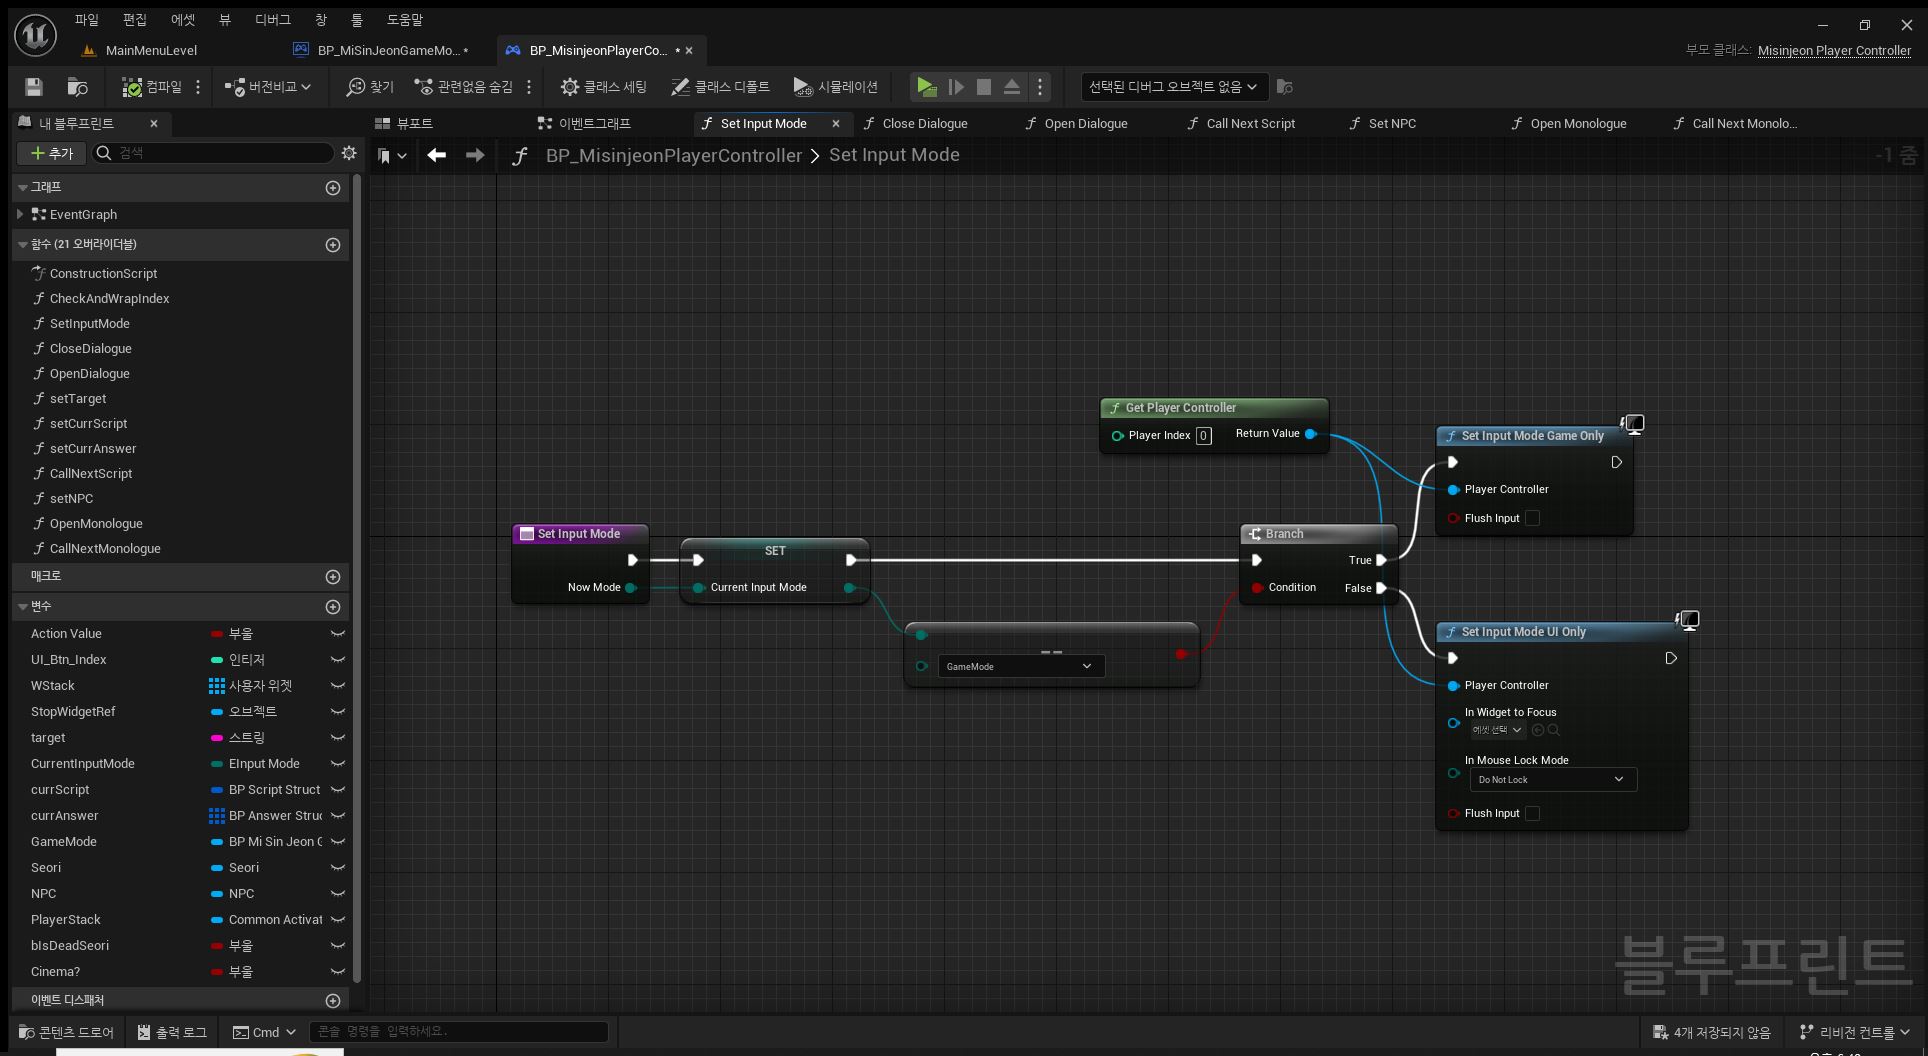 파일 편집 에셋 뷰 디버그 창 툴 도움말
MainMenuLevel BP_MiSinJeonGameMo...* BP_MisinjeonPlayerCo... *
부모 클래스: Misinjeon Player Controller
컴파일 버전비교 찾기 관련없음 숨김 클래스 세팅 클래스 디폴트 시뮬레이션 선택된 디버그 오브젝트 없음
내 블루프린트
뷰포트 이벤트그래프 Set Input Mode Close Dialogue Open Dialogue Call Next Script Set NPC Open Monologue Call Next Monolo...
추가 검색
BP_MisinjeonPlayerController > Set Input Mode
-1 줌
그래프
EventGraph
함수 (21 오버라이더블)
ConstructionScript
CheckAndWrapIndex
SetInputMode
CloseDialogue
OpenDialogue
setTarget
setCurrScript
setCurrAnswer
CallNextScript
setNPC
OpenMonologue
CallNextMonologue
매크로
변수
Action Value 부울
UI_Btn_Index 인티저
WStack 사용자 위젯
StopWidgetRef 오브젝트
target 스트링
CurrentInputMode EInput Mode
currScript BP Script Struct
currAnswer BP Answer Struc
GameMode BP Mi Sin Jeon G
Seori Seori
NPC NPC
PlayerStack Common Activat
bIsDeadSeori 부울
Cinema? 부울
이벤트 디스패처
Get Player Controller
Player Index 0 Return Value
Set Input Mode Game Only
Player Controller
Flush Input
Set Input Mode
Now Mode
SET
Current Input Mode
==
GameMode
Branch
True
Condition False
Set Input Mode UI Only
Player Controller
In Widget to Focus
에셋 선택
In Mouse Lock Mode
Do Not Lock
Flush Input
블루프린트
콘텐츠 드로어 출력 로그 Cmd 콘솔 명령을 입력하세요. 4개 저장되지 않음 리비전 컨트롤